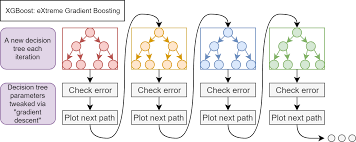 XGBoost: eXtreme Gradient Boosting
A new decision
tree each
iteration
Decision tree
parameters
tweaked via
"gradient
descent"
Check error
Check error
Check error
Check error
Plot next path
Plot next path
Plot next path
Plot next path